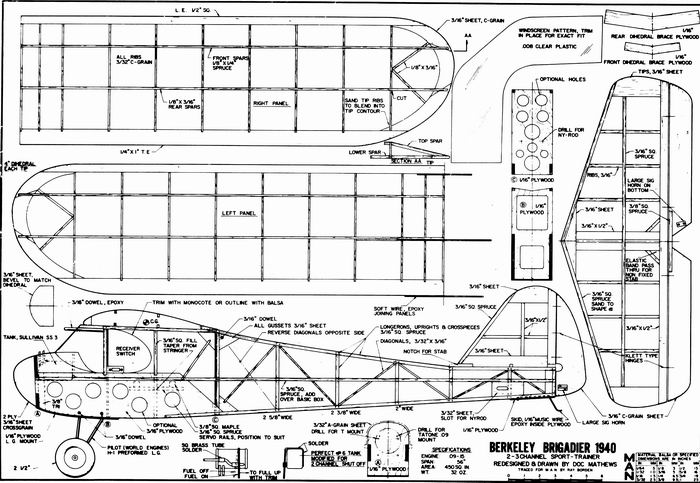 L.E. 1/2" SQ.
3/16" SHEET, C-GRAIN
AA
ALL RIBS
3/32" C-GRAIN
FRONT SPARS
1/8" X 1/4"
SPRUCE
1/8" X 3/16"
REAR SPARS
RIGHT PANEL
1/8" X 3/16"
CUT
SAND TIP RIBS
TO BLEND INTO
TIP CONTOUR
1/4" X 1" T.E.
TOP SPAR
LOWER SPAR
SECTION AA
TIP
WINDSCREEN PATTERN, TRIM
IN PLACE FOR EXACT FIT
.008 CLEAR PLASTIC
1/16"
REAR DIHEDRAL BRACE PLYWOOD
1/16"
FRONT DIHEDRAL BRACE PLYWOOD
TIPS, 3/16" SHEET
OPTIONAL HOLES
DRILL FOR
NY-ROD
C 1/16" PLYWOOD
B
1/16"
PLYWOOD
3/16" SQ.
SPRUCE
RIBS, 3/16"
LARGE SIG
HORN ON
BOTTOM
3/16" SHEET
3/8" SQ.
SPRUCE
3/16" X 1/2"
ELASTIC
BAND PASS
THRU FOR
NON FIXED
STAB
3/16" SQ.
SPRUCE
SAND TO
SHAPE
3/16" SHEET
KLETT TYPE
HINGES
3/16" C-GRAIN SHEET
LARGE SIG HORN
4" DIHEDRAL
EACH TIP
LEFT PANEL
3/16" SHEET,
BEVEL TO MATCH
DIHEDRAL
SOFT WIRE, EPOXY
JOINING PANELS
3/16" SHEET
3/16" DOWEL, EPOXY
TRIM WITH MONOCOTE OR OUTLINE WITH BALSA
C.G.
3/16" DOWEL
ALL GUSSETS 3/16" SHEET
REVERSE DIAGONALS OPPOSITE SIDE
LONGERONS, UPRIGHTS & CROSSPIECES
3/16" SQ. SPRUCE
DIAGONALS, 3/32" X 3/16"
NOTCH FOR STAB
3/16" SQ. SPRUCE
3/16" X 1/2"
3/16" SHEET
TANK, SULLIVAN SS 3
RECEIVER
SWITCH
3/16" SQ. FILL
TAPER FROM
STRINGER
3/16" SQ.
SPRUCE, ADD
OVER BASIC BOX
2 5/8" WIDE
2 3/8" WIDE
2" WIDE
2 PLY
3/16" SHEET
CROSSGRAIN
1/16" PLYWOOD
L G MOUNT
A
B
C
3/16" DOWEL
OPTIONAL
3/16" PLYWOOD
3/8" SQ. MAPLE
SERVO RAILS, POSITION TO SUIT
PILOT (WORLD ENGINES)
H-1 PREFORMED L.G.
2 1/2"
SQ BRASS TUBE
SOLDER
FUEL OFF
FUEL ON
TO FULL UP
WITH TRIM
SOLDER
PERFECT #6 TANK
MODIFIED FOR
2 CHANNEL SHUT OFF
3/32" A-GRAIN SHEET
DRILL FOR T MOUNT
DRILL FOR
TATONE 09
MOUNT
A 1/16" PLYWOOD
3/32" SHEET
SLOT FOR NYROD
SKID, 1/16" MUSIC WIRE
EPOXY INSIDE PLYWOOD
SPECIFICATIONS
ENGINE 09-15
SPAN 56"
AREA 450 SQ. IN.
WT. 32 OZ.
BERKELEY BRIGADIER 1940
2-3 CHANNEL SPORT-TRAINER
REDESIGNED & DRAWN BY DOC MATHEWS
TRACED FOR M.A.N. BY RAY BORDEN
MAN
MATERIAL BALSA OR SPECIFIED
DIMENSIONS ARE IN INCHES